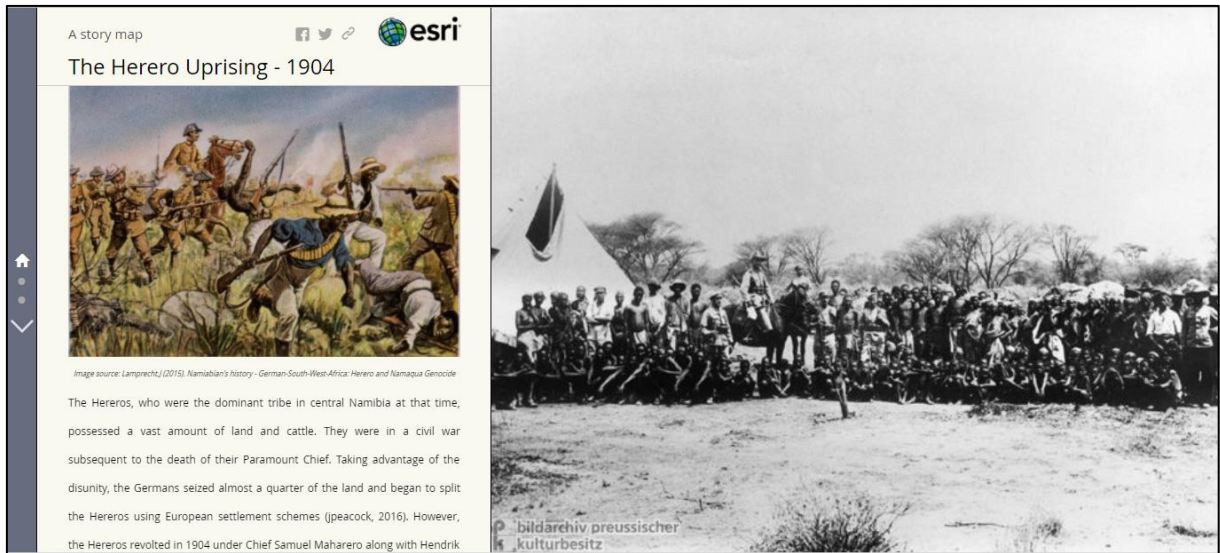 A story map
esri
The Herero Uprising - 1904
Image source: Lamprecht,J (2015). Namiabian's history - German-South-West-Africa: Herero and Namaqua Genocide
The Hereros, who were the dominant tribe in central Namibia at that time,
possessed a vast amount of land and cattle. They were in a civil war
subsequent to the death of their Paramount Chief. Taking advantage of the
disunity, the Germans seized almost a quarter of the land and began to split
the Hereros using European settlement schemes (jpeacock, 2016). However,
the Hereros revolted in 1904 under Chief Samuel Maharero along with Hendrik
bildarchiv preussischer
kulturbesitz